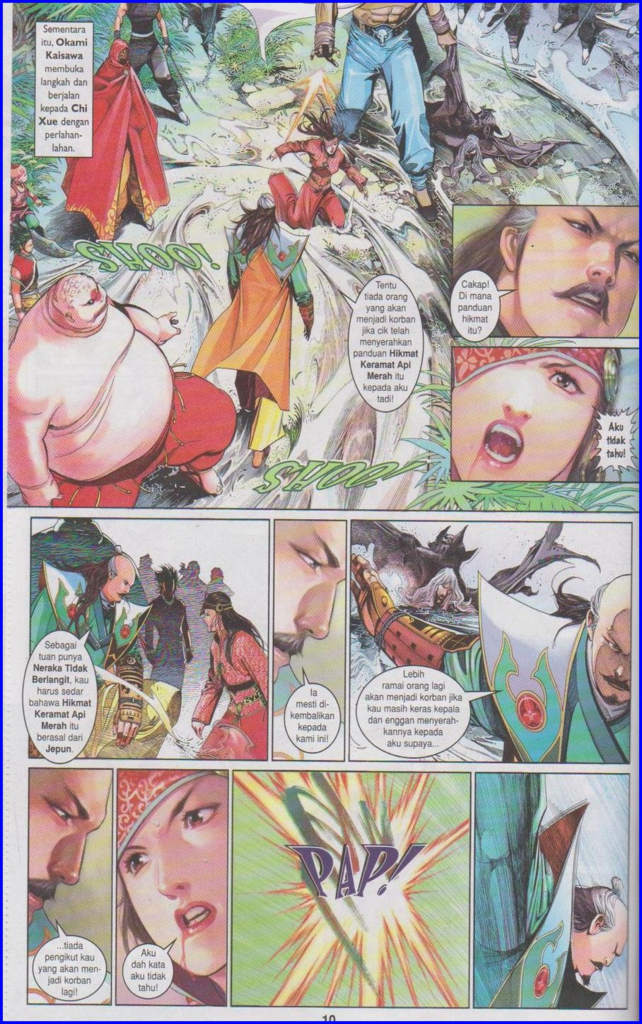 Sementara
itu, Okami
Kaisawa
membuka
langkah dan
berjalan
kepada Chi
Xue dengan
perlahan-
lahan.
SHOO!
Tentu
tiada orang
yang akan
menjadi korban
jika cik telah
menyerahkan
panduan Hikmat
Keramat Api
Merah itu
kepada aku
tadi!
Cakap!
Di mana
panduan
hikmat
itu?
Aku
tidak
tahu!
SHOO!
Sebagai
tuan punya
Neraka Tidak
Berlangit, kau
harus sedar
bahawa Hikmat
Keramat Api
Merah itu
berasal dari
Jepun.
Ia
mesti di-
kembalikan
kepada
kami ini!
Lebih
ramai orang lagi
akan menjadi korban jika
kau masih keras kepala
dan enggan menyerah-
kannya kepada
aku supaya...
...tiada
pengikut kau
yang akan men-
jadi korban
lagi!
Aku
dah kata
aku tidak
tahu!
PAP!
10